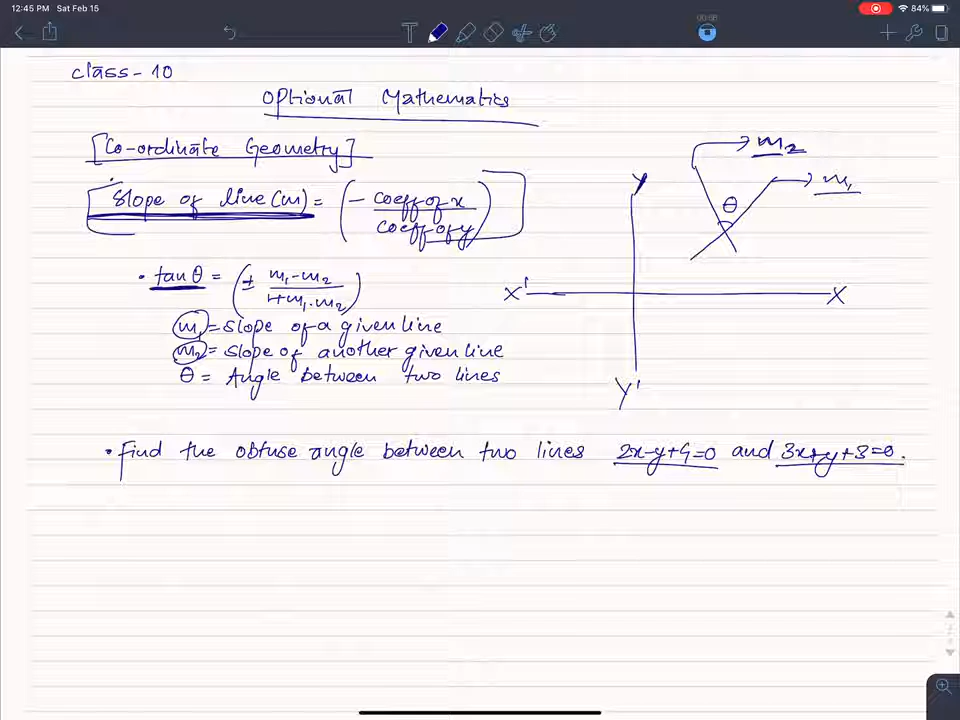 12:45 PM Sat Feb 15
84%
Class - 10
Optional Mathematics
[Co-ordinate Geometry]
Slope of line (m) = (- coeff of x / coeff of y)
m2
m1
θ
Y
X'
X
Y'
• tan θ = (± m1-m2 / 1+m1.m2)
m1 = slope of a given line
m2 = slope of another given line
θ = Angle between two lines
• Find the obtuse angle between two lines 2x-y+4=0 and 3x+y+3=0.